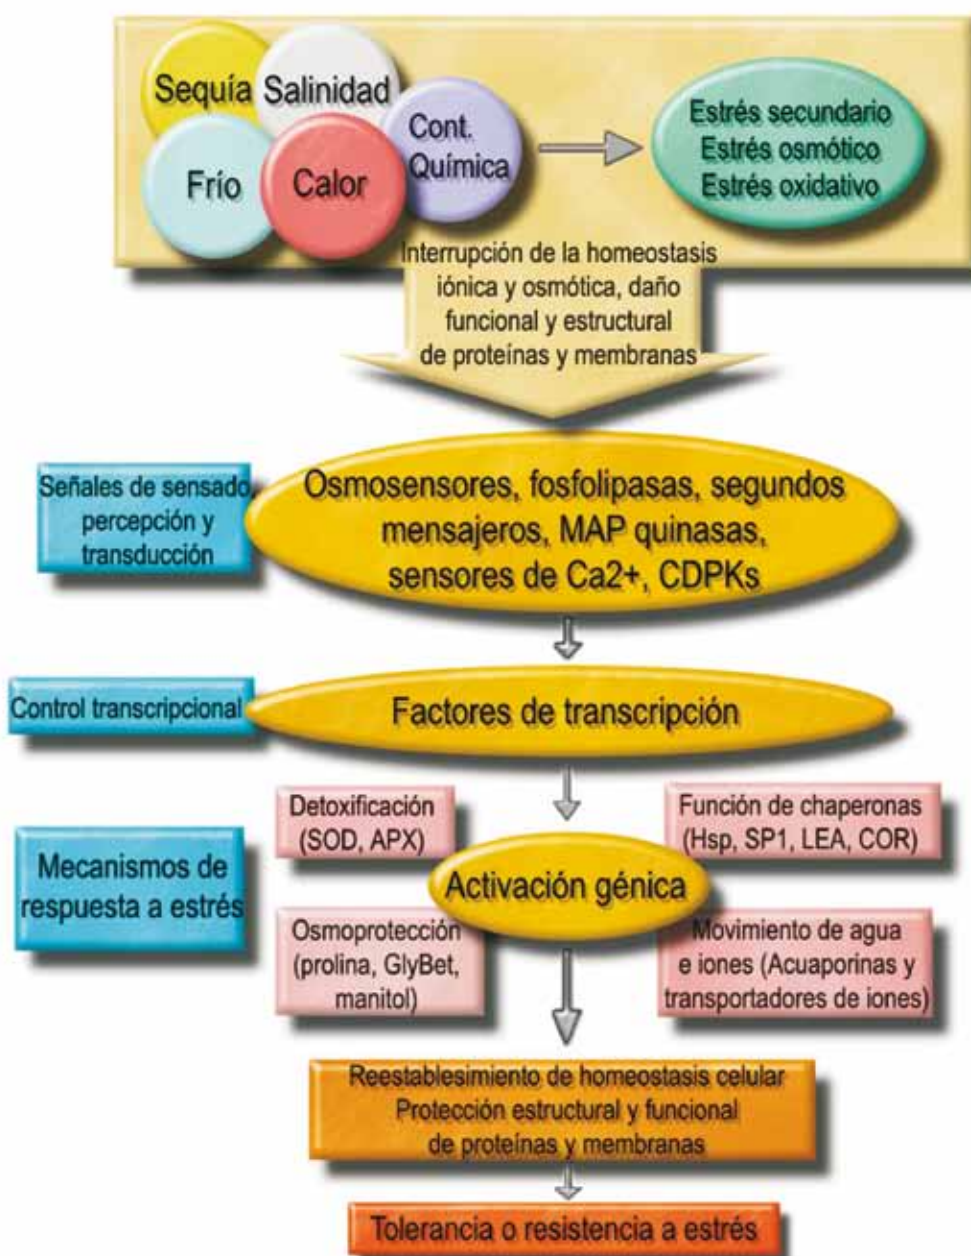 Sequía
Salinidad
Frío
Calor
Cont.
Química
Estrés secundario
Estrés osmótico
Estrés oxidativo
Interrupción de la homeostasis
iónica y osmótica, daño
funcional y estructural
de proteínas y membranas
Señales de sensado,
percepción y
transducción
Osmosensores, fosfolipasas, segundos
mensajeros, MAP quinasas,
sensores de Ca2+, CDPKs
Control transcripcional
Factores de transcripción
Detoxificación
(SOD, APX)
Función de chaperonas
(Hsp, SP1, LEA, COR)
Mecanismos de
respuesta a estrés
Activación génica
Osmoprotección
(prolina, GlyBet,
manitol)
Movimiento de agua
e iones (Acuaporinas y
transportadores de iones)
Reestablesimiento de homeostasis celular
Protección estructural y funcional
de proteínas y membranas
Tolerancia o resistencia a estrés